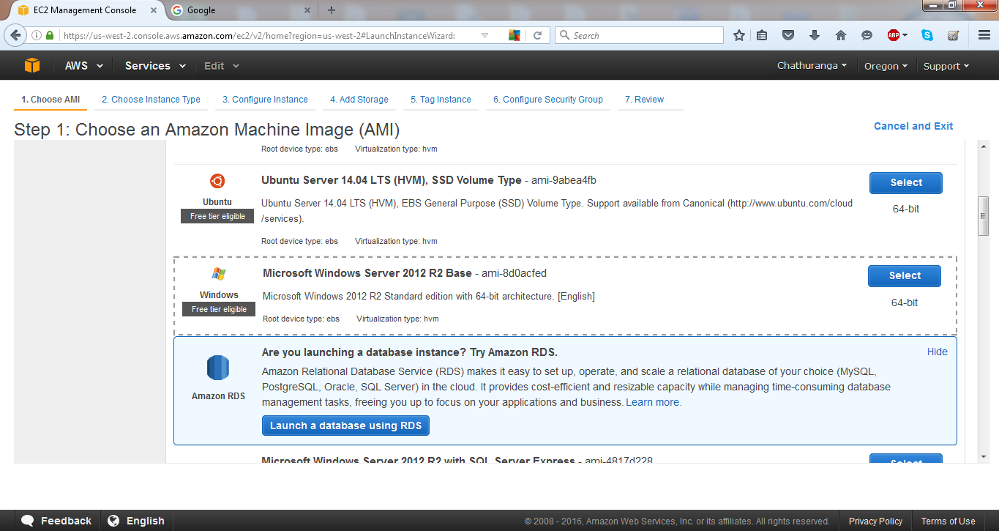 EC2 Management Console
Google
https://us-west-2.console.aws.amazon.com/ec2/v2/home?region=us-west-2#LaunchInstanceWizard:
Search
ABP
AWS Services Edit Chathuranga Oregon Support
1. Choose AMI 2. Choose Instance Type 3. Configure Instance 4. Add Storage 5. Tag Instance 6. Configure Security Group 7. Review
Step 1: Choose an Amazon Machine Image (AMI)
Cancel and Exit
Root device type: ebs Virtualization type: hvm
Ubuntu
Free tier eligible
Ubuntu Server 14.04 LTS (HVM), SSD Volume Type - ami-9abea4fb
Ubuntu Server 14.04 LTS (HVM), EBS General Purpose (SSD) Volume Type. Support available from Canonical (http://www.ubuntu.com/cloud
/services).
Root device type: ebs Virtualization type: hvm
Select
64-bit
Windows
Free tier eligible
Microsoft Windows Server 2012 R2 Base - ami-8d0acfed
Microsoft Windows 2012 R2 Standard edition with 64-bit architecture. [English]
Root device type: ebs Virtualization type: hvm
Select
64-bit
Amazon RDS
Are you launching a database instance? Try Amazon RDS.
Hide
Amazon Relational Database Service (RDS) makes it easy to set up, operate, and scale a relational database of your choice (MySQL,
PostgreSQL, Oracle, SQL Server) in the cloud. It provides cost-efficient and resizable capacity while managing time-consuming database
management tasks, freeing you up to focus on your applications and business. Learn more.
Launch a database using RDS
Microsoft Windows Server 2012 R2 with SQL Server Express - ami-4817d228
Select
Feedback English © 2008 - 2016, Amazon Web Services, Inc. or its affiliates. All rights reserved. Privacy Policy Terms of Use